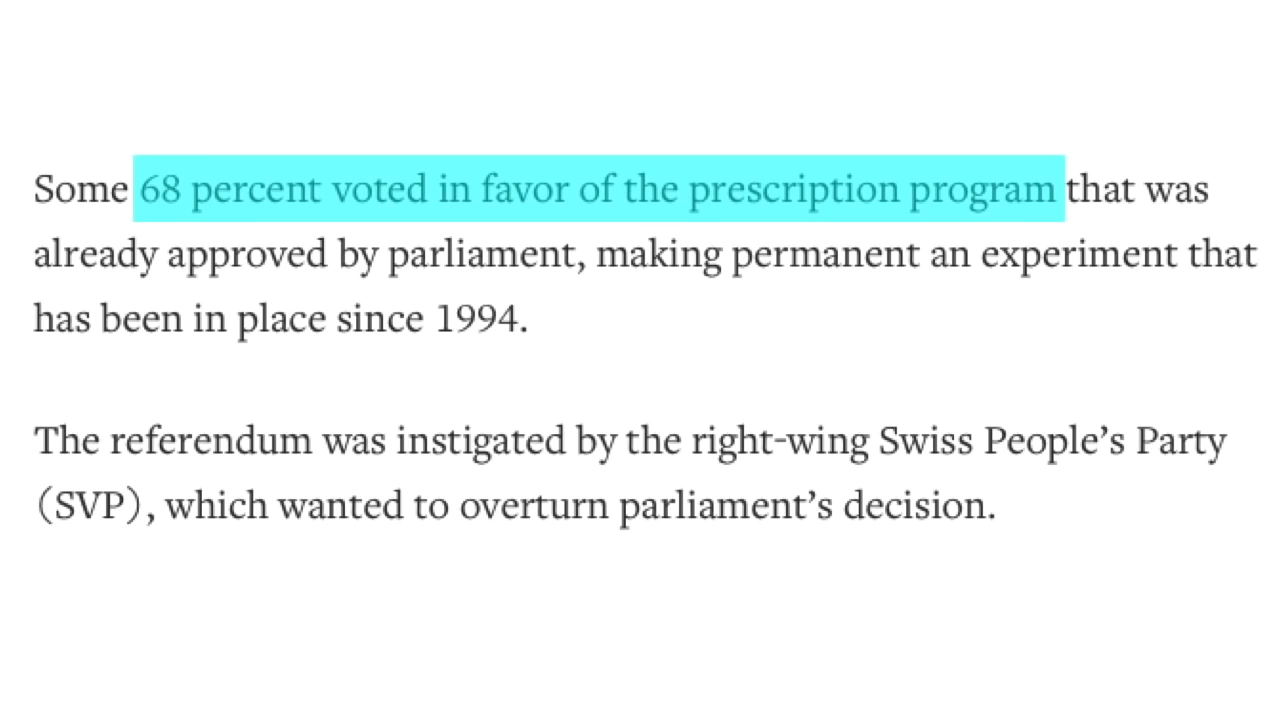 Some 68 percent voted in favor of the prescription program that was
already approved by parliament, making permanent an experiment that
has been in place since 1994.
The referendum was instigated by the right-wing Swiss People’s Party
(SVP), which wanted to overturn parliament’s decision.